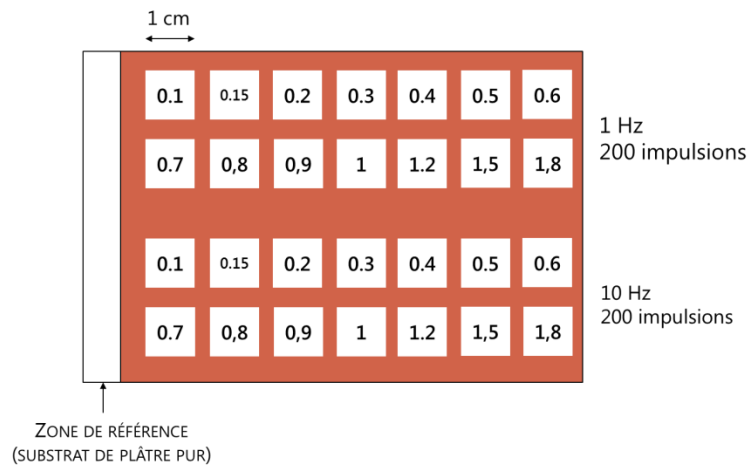 1 cm
0.1 0.15 0.2 0.3 0.4 0.5 0.6
0.7 0,8 0,9 1 1.2 1,5 1,8
1 Hz
200 impulsions
0.1 0.15 0.2 0.3 0.4 0.5 0.6
0.7 0,8 0,9 1 1.2 1,5 1,8
10 Hz
200 impulsions
ZONE DE RÉFÉRENCE
(SUBSTRAT DE PLÂTRE PUR)